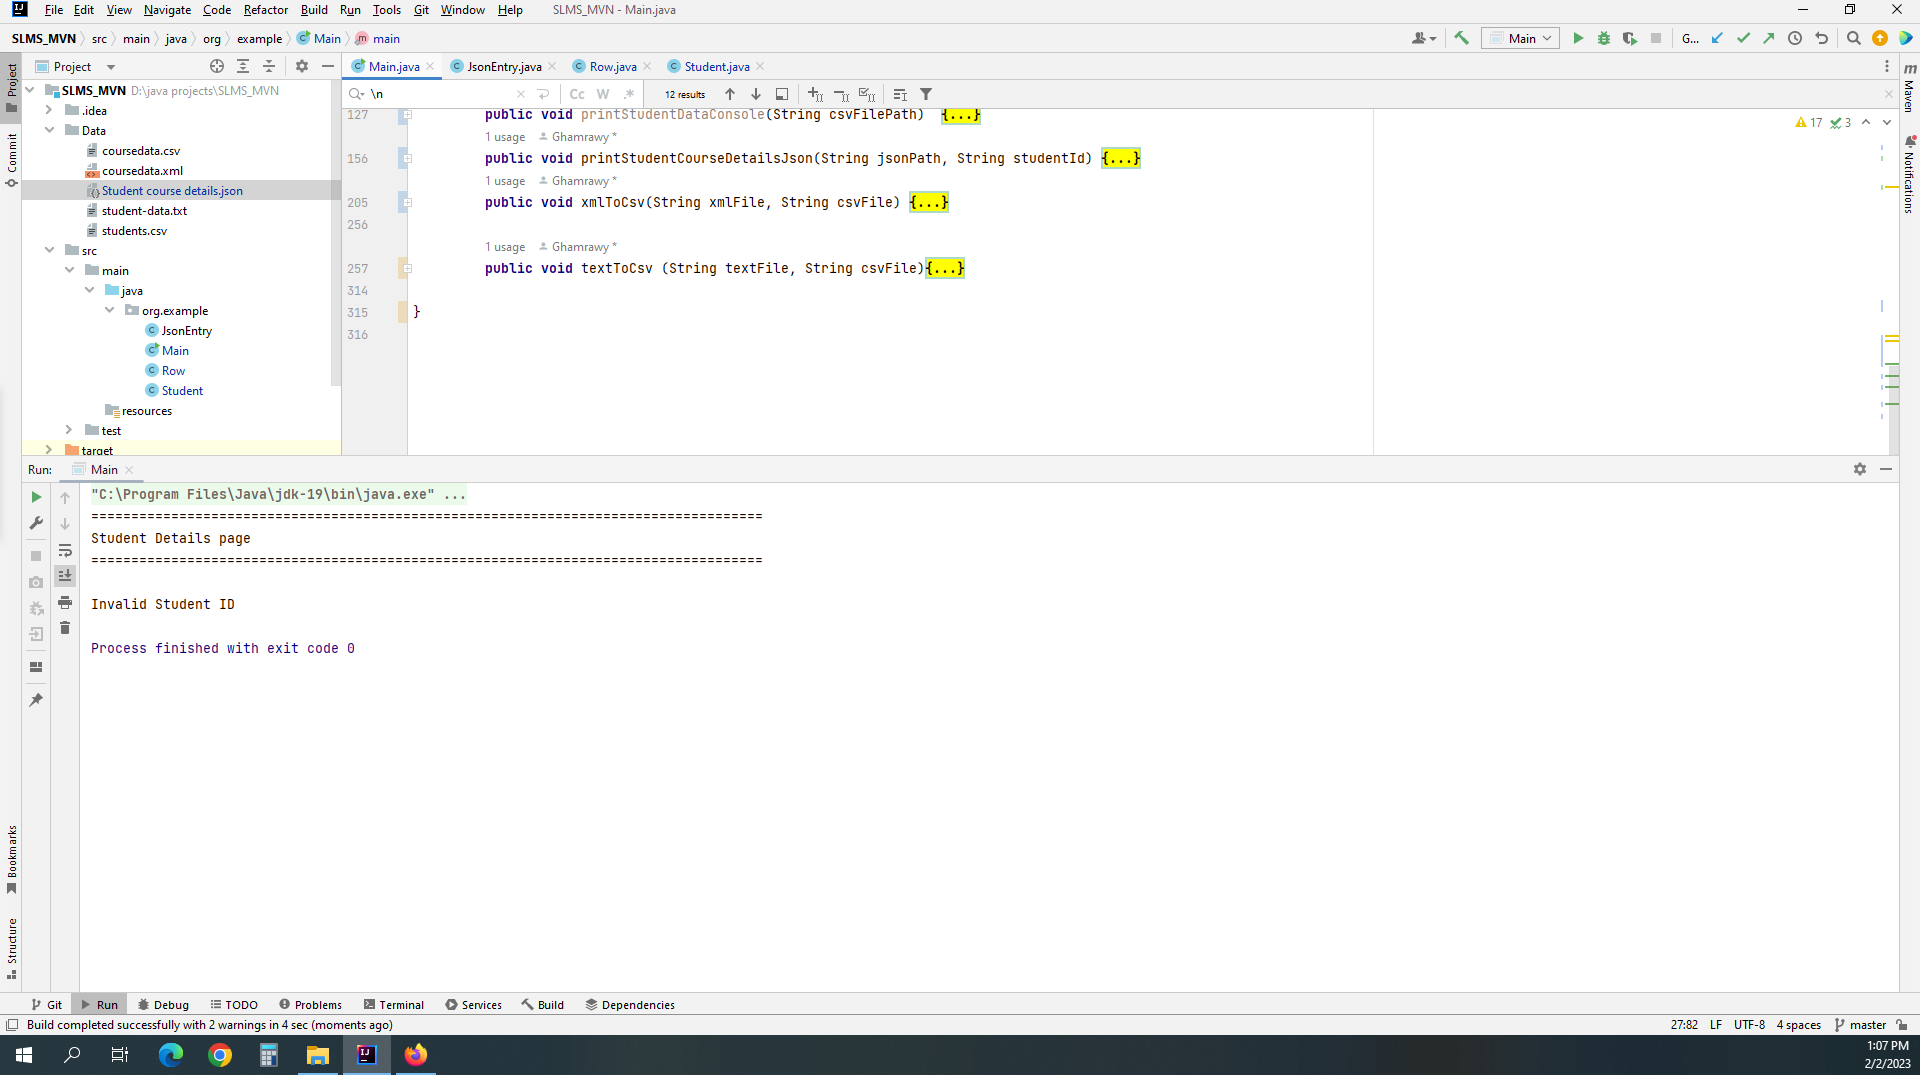 File Edit View Navigate Code Refactor Build Run Tools Git Window Help SLMS_MVN - Main.java
SLMS_MVN src main java org example Main main
Main
G...
Project
Main.java JsonEntry.java Row.java Student.java
\n
Cc W .* 12 results
SLMS_MVN D:\java projects\SLMS_MVN
.idea
Data
coursedata.csv
coursedata.xml
Student course details.json
student-data.txt
students.csv
src
main
java
org.example
JsonEntry
Main
Row
Student
resources
test
target
127 public void printStudentDataConsole(String csvFilePath) {...}
1 usage Ghamrawy *
156 public void printStudentCourseDetailsJson(String jsonPath, String studentId) {...}
1 usage Ghamrawy *
205 public void xmlToCsv(String xmlFile, String csvFile) {...}
256
1 usage Ghamrawy *
257 public void textToCsv (String textFile, String csvFile){...}
314
315 }
316
17 3
Project
Commit
Bookmarks
Structure
Maven
Notifications
Run: Main
"C:\Program Files\Java\jdk-19\bin\java.exe" ...
====================================================================================
Student Details page
====================================================================================
Invalid Student ID
Process finished with exit code 0
Git Run Debug TODO Problems Terminal Services Build Dependencies
Build completed successfully with 2 warnings in 4 sec (moments ago) 27:82 LF UTF-8 4 spaces master
1:07 PM
2/2/2023